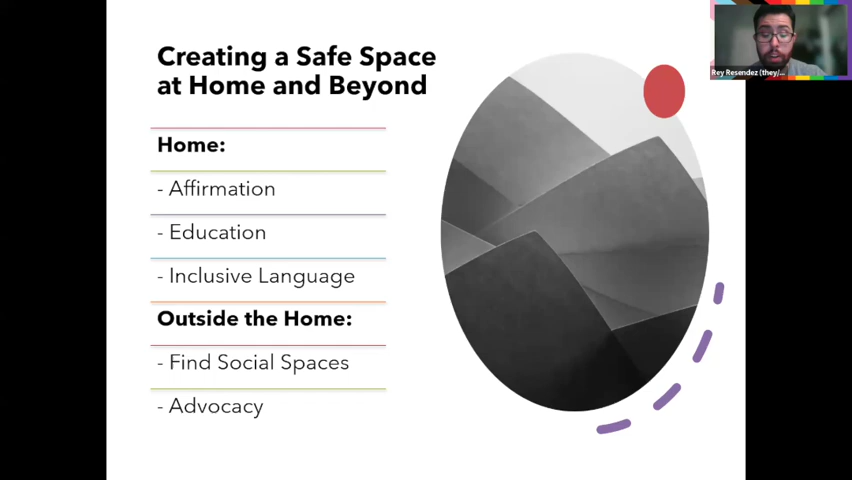 Creating a Safe Space
at Home and Beyond
Home:
- Affirmation
- Education
- Inclusive Language
Outside the Home:
- Find Social Spaces
- Advocacy
Rey Resendez (they/...